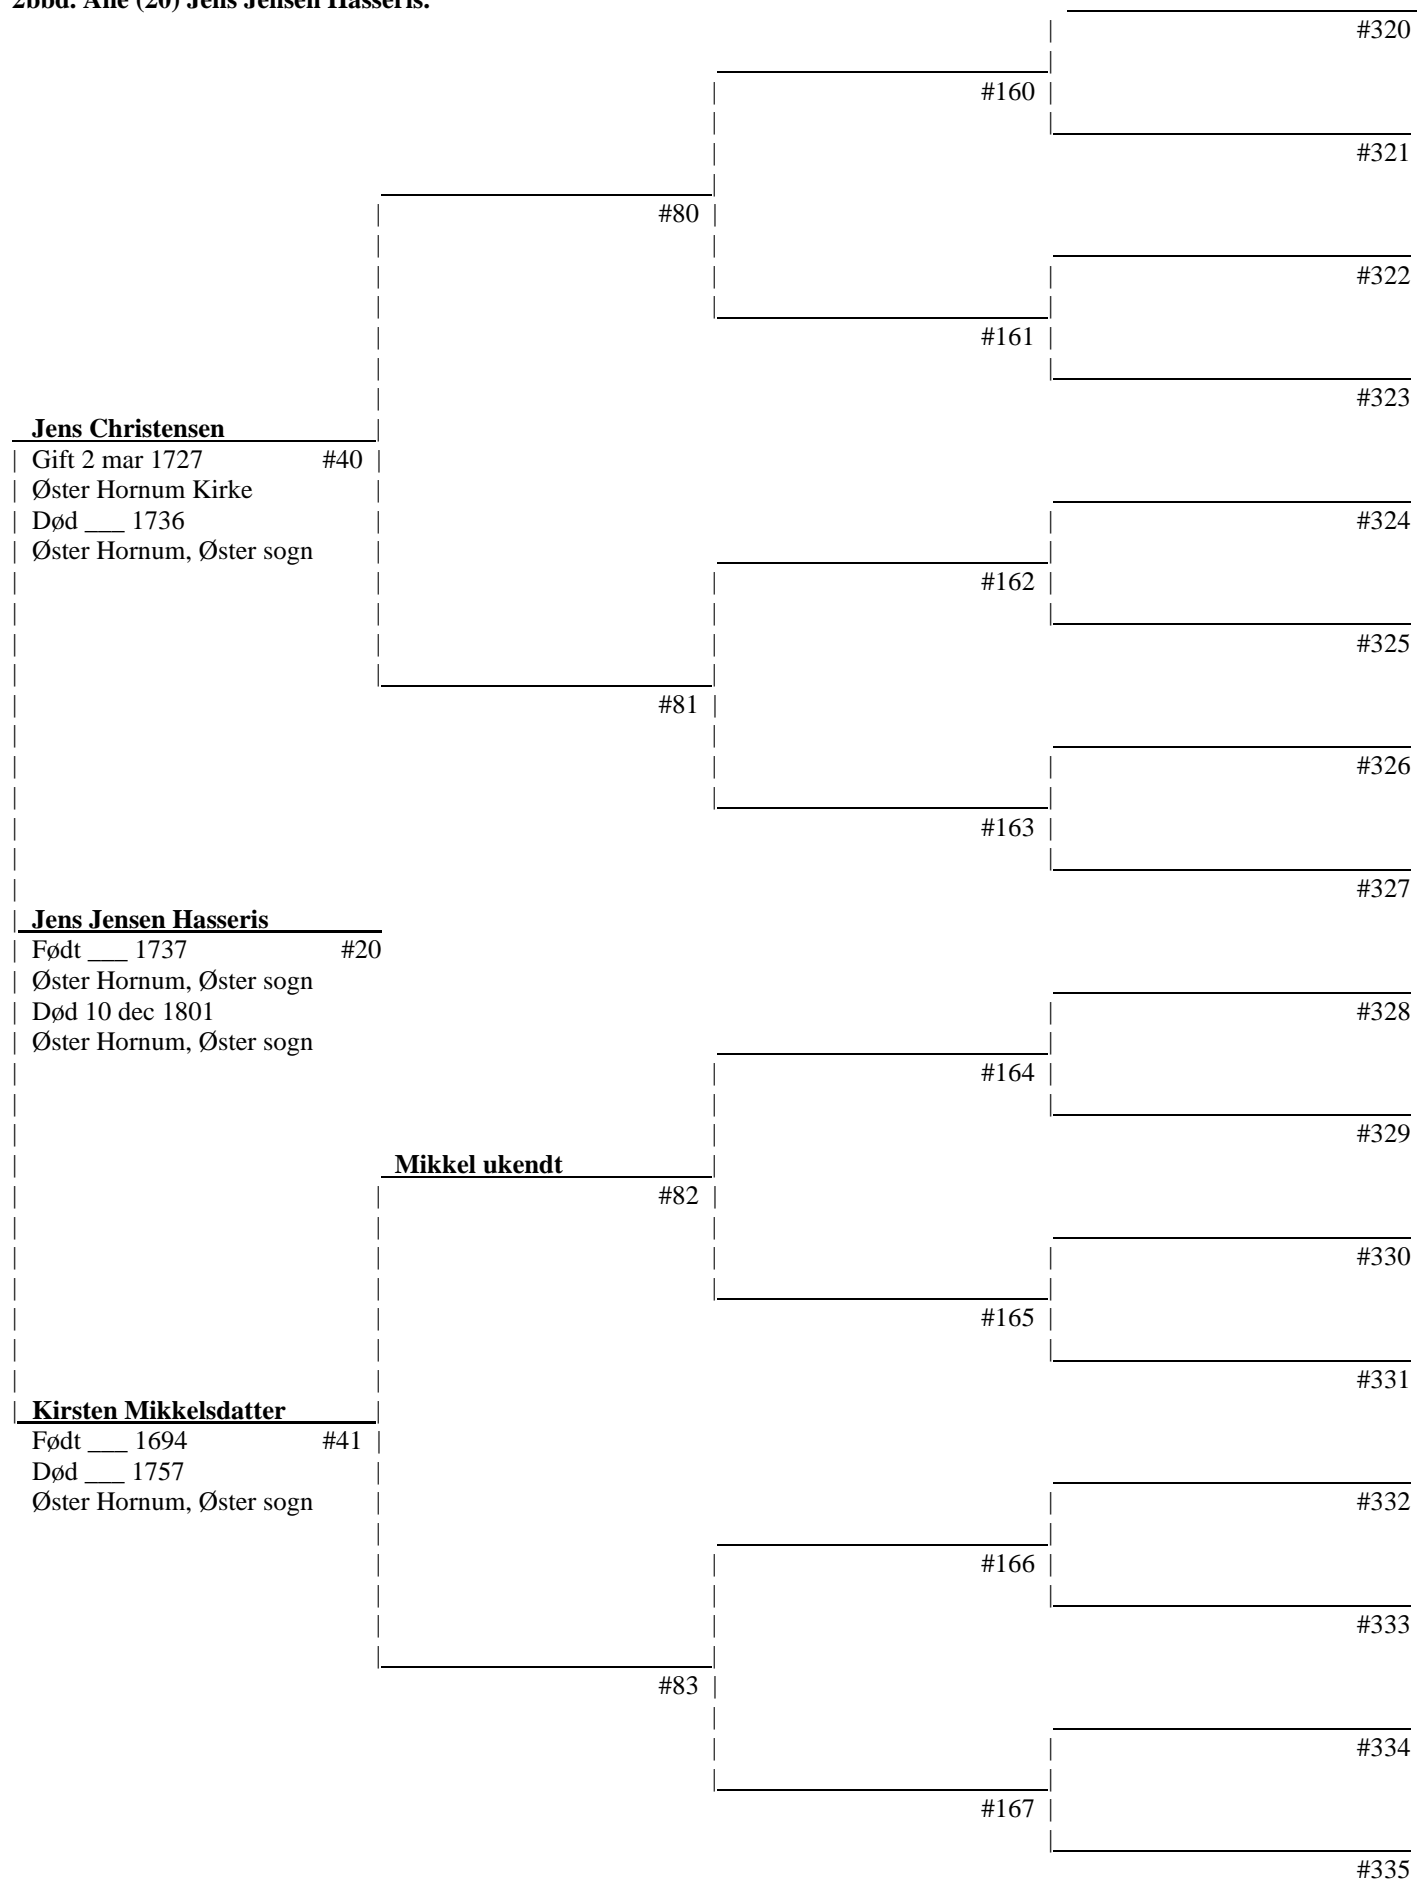 2bbd. Ane (20) Jens Jensen Hasseris.
#320
#160
#321
#80
#322
#161
#323
Jens Christensen
Gift 2 mar 1727 #40
Øster Hornum Kirke
Død ___ 1736
Øster Hornum, Øster sogn
#324
#162
#325
#81
#326
#163
#327
Jens Jensen Hasseris
Født ___ 1737 #20
Øster Hornum, Øster sogn
Død 10 dec 1801
Øster Hornum, Øster sogn
#328
#164
#329
Mikkel ukendt
#82
#330
#165
#331
Kirsten Mikkelsdatter
Født ___ 1694 #41
Død ___ 1757
Øster Hornum, Øster sogn
#332
#166
#333
#83
#334
#167
#335